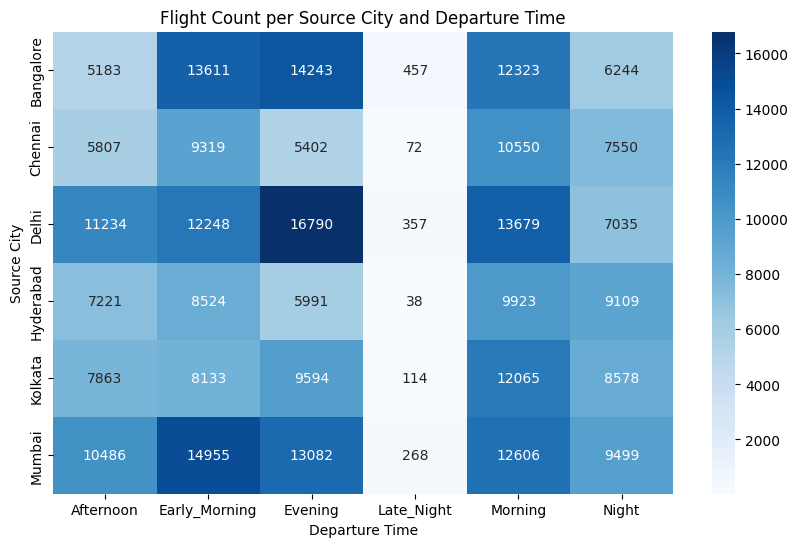 Flight Count per Source City and Departure Time
Source City
Bangalore 5183 13611 14243 457 12323 6244
Chennai 5807 9319 5402 72 10550 7550
Delhi 11234 12248 16790 357 13679 7035
Hyderabad 7221 8524 5991 38 9923 9109
Kolkata 7863 8133 9594 114 12065 8578
Mumbai 10486 14955 13082 268 12606 9499
Afternoon Early_Morning Evening Late_Night Morning Night
Departure Time
16000
14000
12000
10000
8000
6000
4000
2000